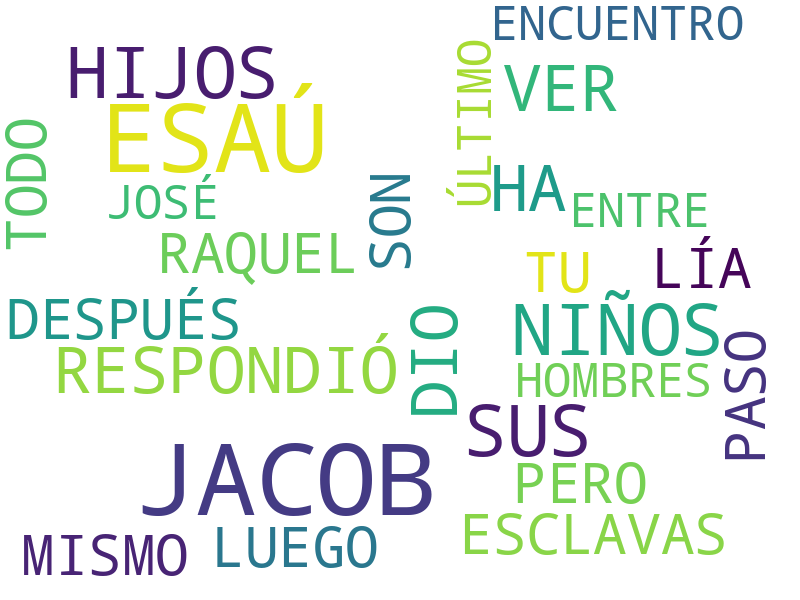 ENCUENTRO
HIJOS
ÚLTIMO
VER
ESAÚ
TODO
HA
JOSÉ
SON
ENTRE
RAQUEL
TU
LÍA
DESPUÉS
DIO
NIÑOS
RESPONDIÓ
HOMBRES
PASO
SUS
JACOB
PERO
ESCLAVAS
MISMO
LUEGO